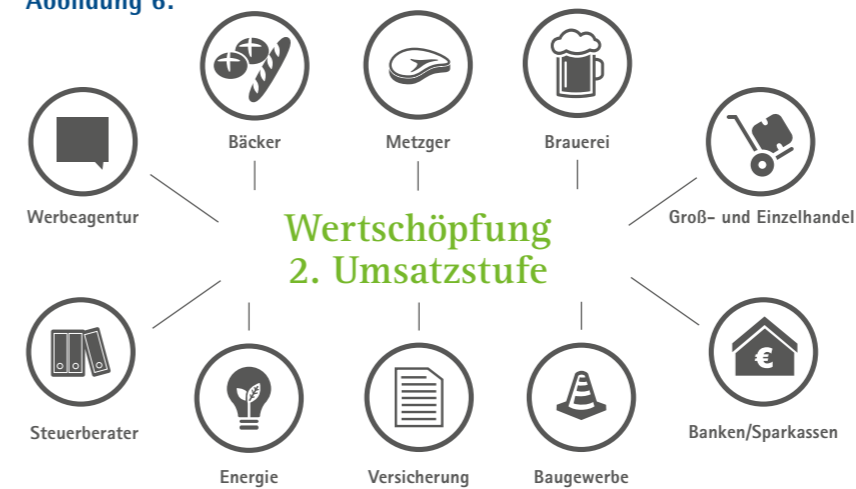 Abbildung 6:
Bäcker
Metzger
Brauerei
Werbeagentur
Groß- und Einzelhandel
Wertschöpfung
2. Umsatzstufe
€
Steuerberater
Banken/Sparkassen
Energie
Versicherung
Baugewerbe